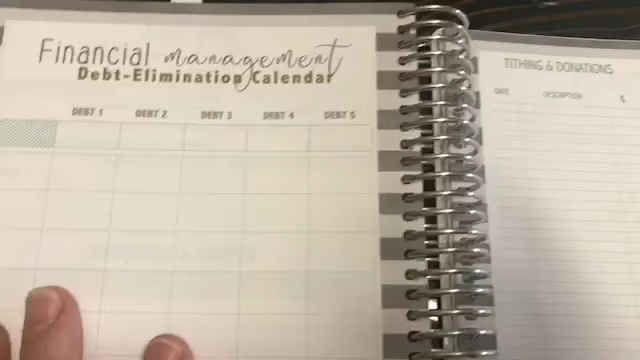 Financial management
Debt-Elimination Calendar
DEBT 1 DEBT 2 DEBT 3 DEBT 4 DEBT 5
TITHING & DONATIONS
DATE DESCRIPTION $